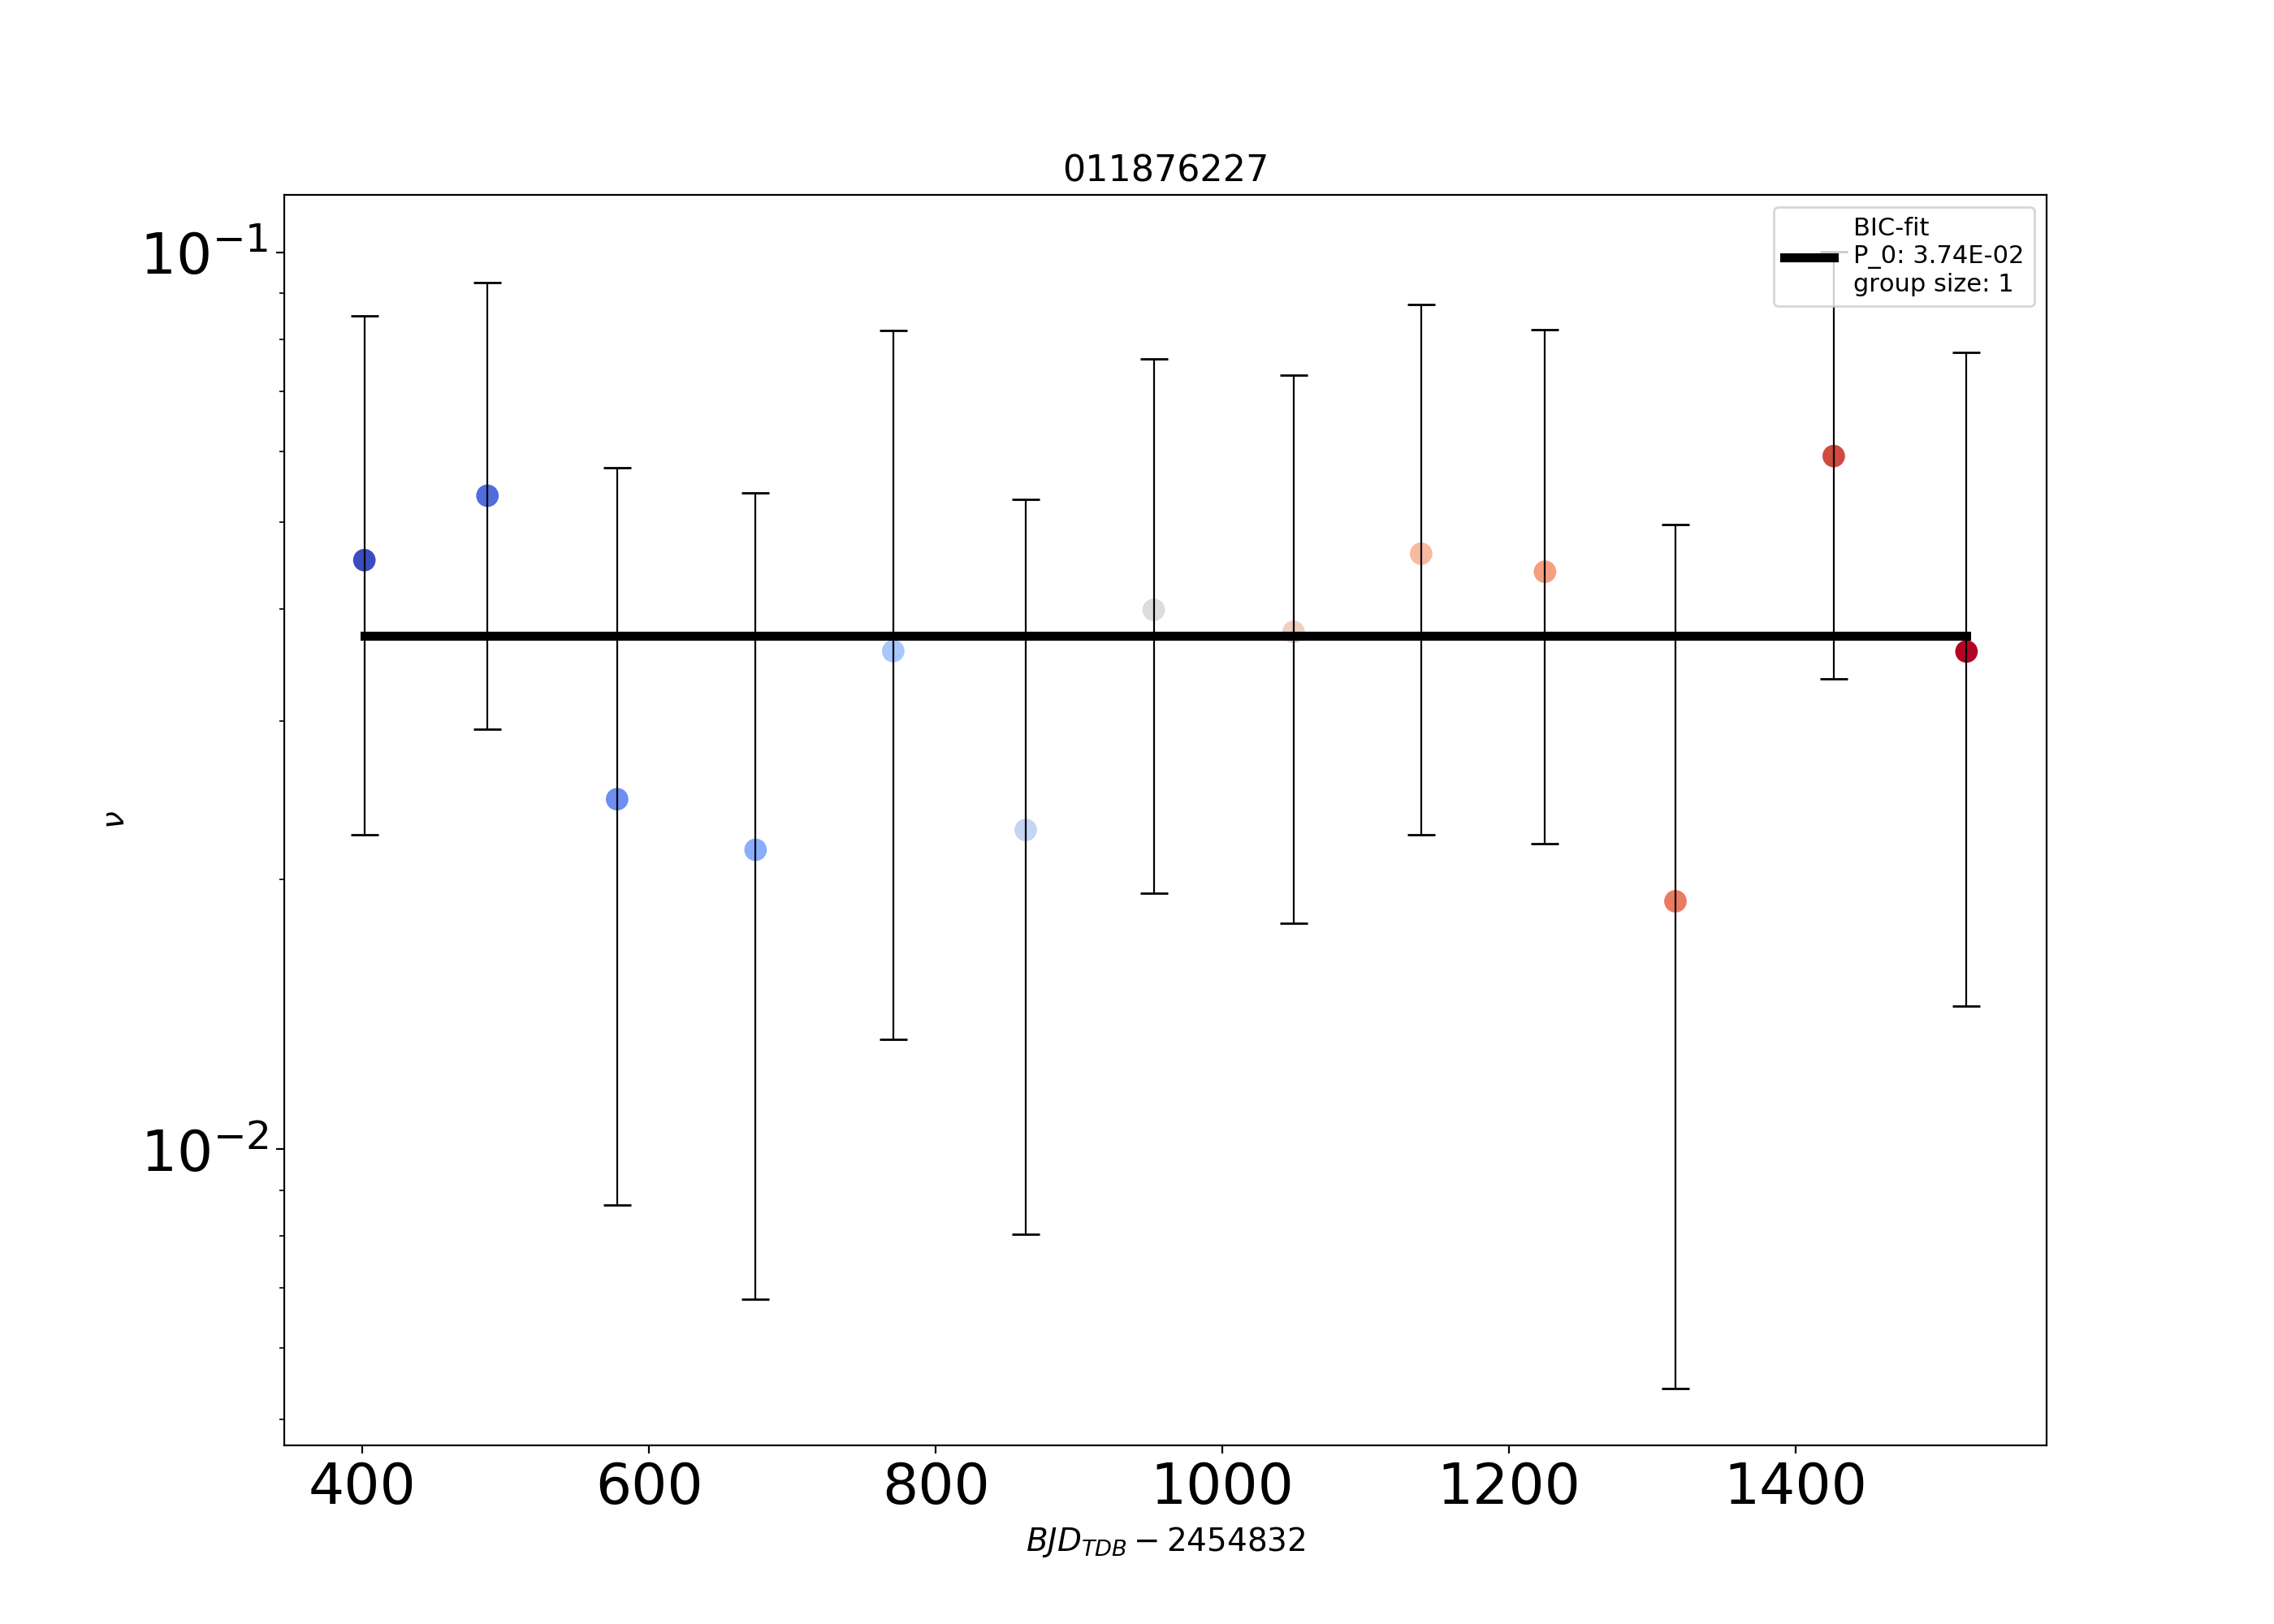 011876227
BIC-fit
P_0: 3.74E-02
group size: 1
10⁻¹
10⁻²
ν
400 600 800 1000 1200 1400
BJD_TDB − 2454832